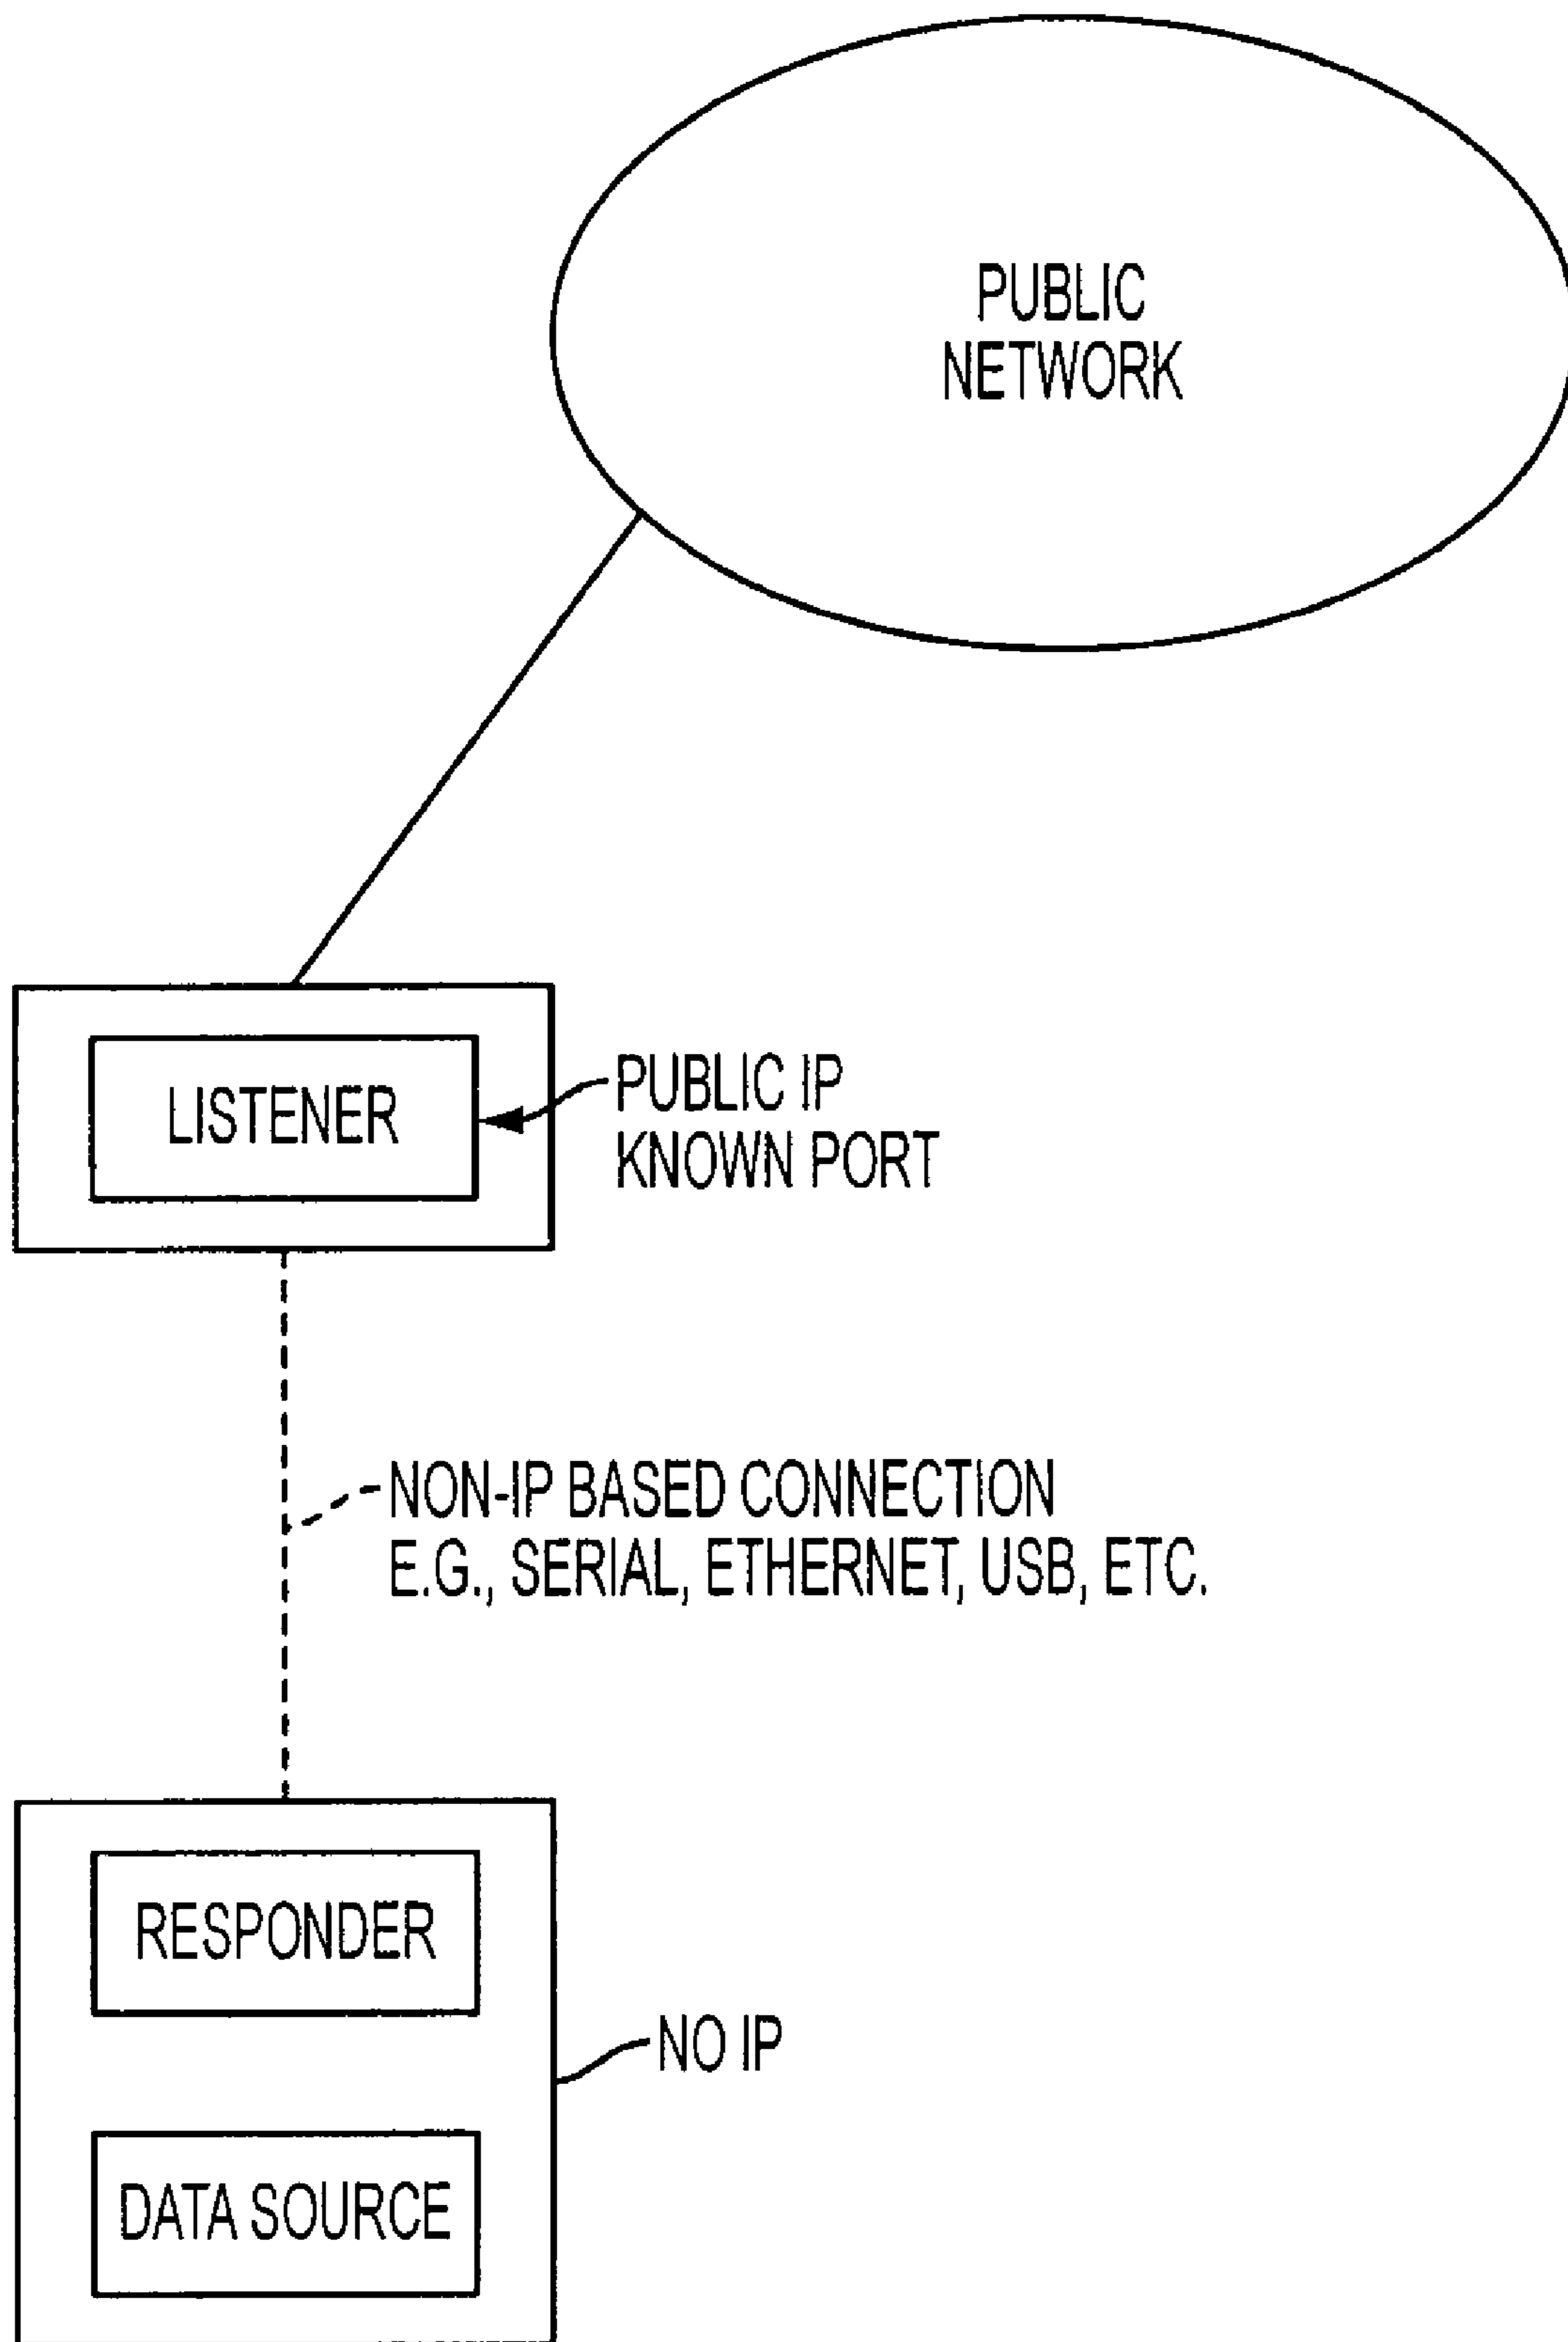 PUBLIC
NETWORK
LISTENER
PUBLIC IP
KNOWN PORT
NON-IP BASED CONNECTION
E.G., SERIAL, ETHERNET, USB, ETC.
RESPONDER
NO IP
DATA SOURCE